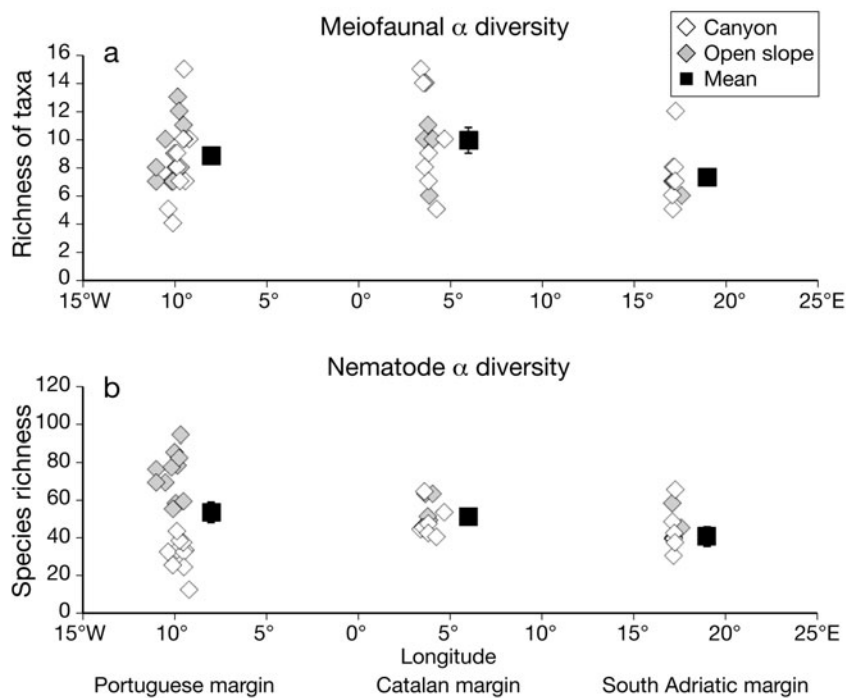 Meiofaunal α diversity
a
Canyon
Open slope
Mean
Richness of taxa
16
14
12
10
8
6
4
2
0
15°W 10° 5° 0° 5° 10° 15° 20° 25°E
Nematode α diversity
b
Species richness
120
100
80
60
40
20
0
15°W 10° 5° 0° 5° 10° 15° 20° 25°E
Longitude
Portuguese margin Catalan margin South Adriatic margin